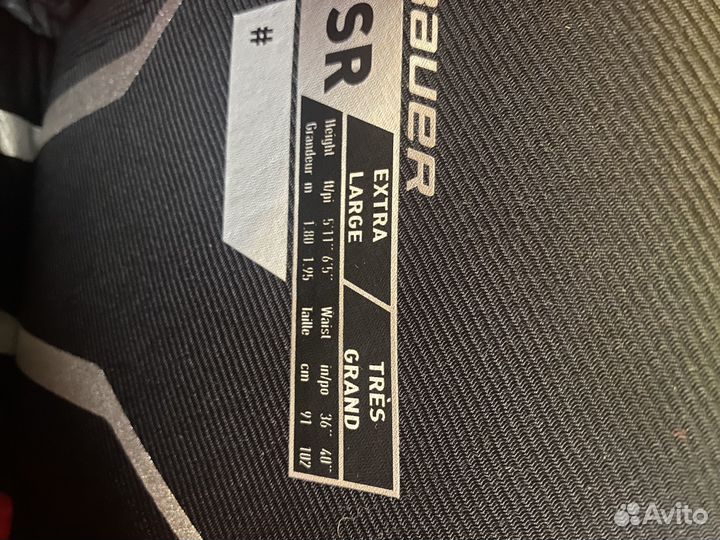 BAUER
SR
#
EXTRA LARGE / TRÈS GRAND
Height ft/pi 5'11" 6'5" Waist in/po 36" 40"
Grandeur m 1.80 1.95 Taille cm 91 102
Avito